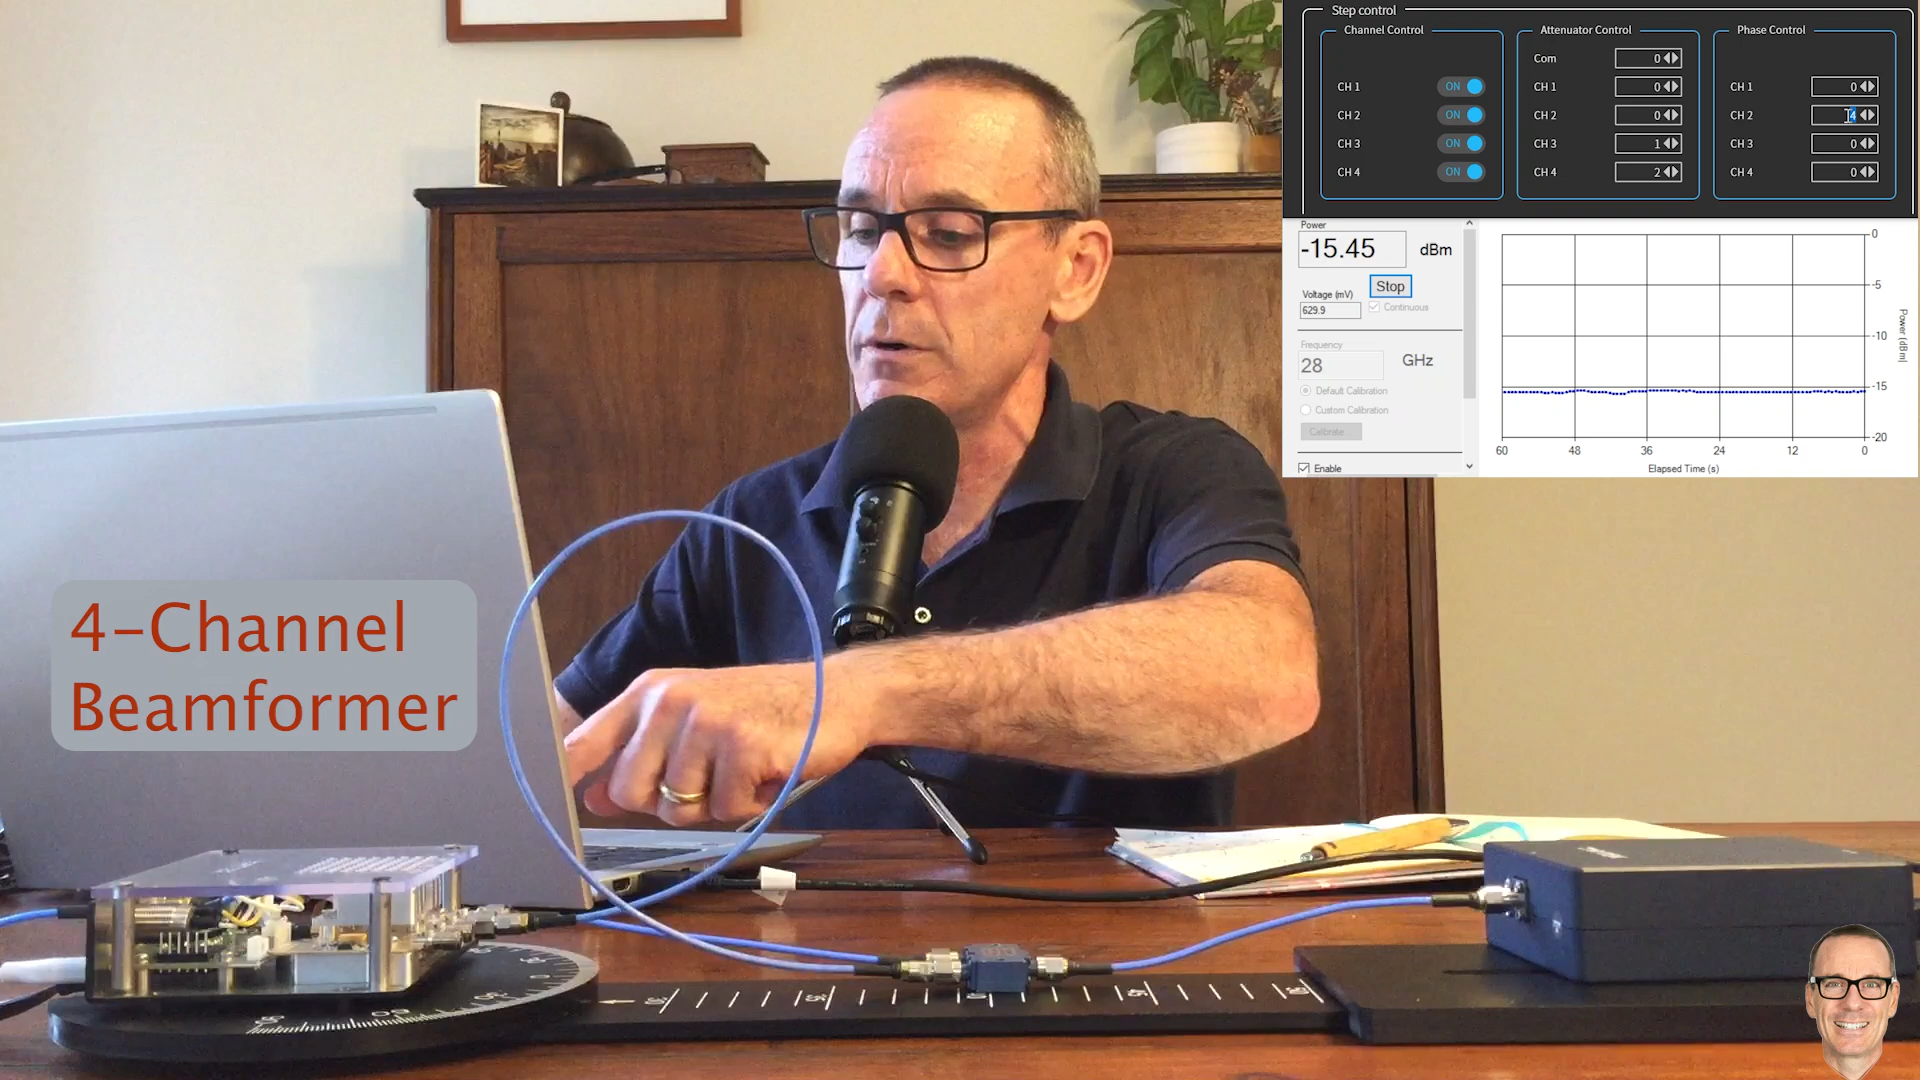 Step control
Channel Control
CH 1 ON
CH 2 ON
CH 3 ON
CH 4 ON
Attenuator Control
Com 0
CH 1 0
CH 2 0
CH 3 1
CH 4 2
Phase Control
CH 1 0
CH 2 4
CH 3 0
CH 4 0
Power
-15.45 dBm
Stop
Voltage (mV)
629.9
Continuous
Frequency
28 GHz
Default Calibration
Custom Calibration
Calibrate...
Enable
0
-5
-10
-15
-20
Power (dBm)
60 48 36 24 12 0
Elapsed Time (s)
4-Channel
Beamformer